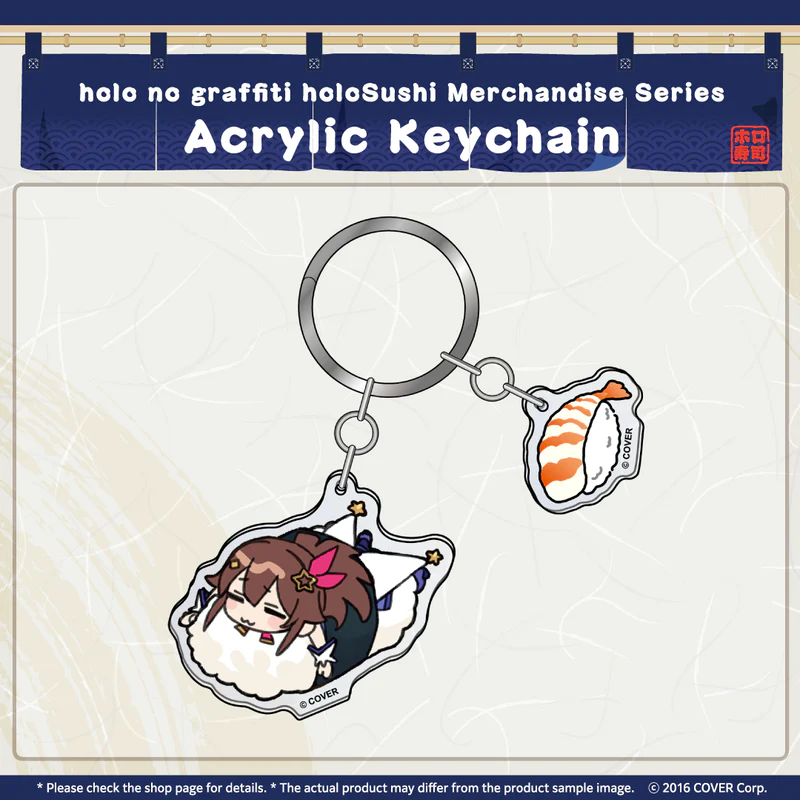 holo no graffiti holoSushi Merchandise Series
Acrylic Keychain
ホロ
寿司
© COVER
© COVER
* Please check the shop page for details. * The actual product may differ from the product sample image. © 2016 COVER Corp.